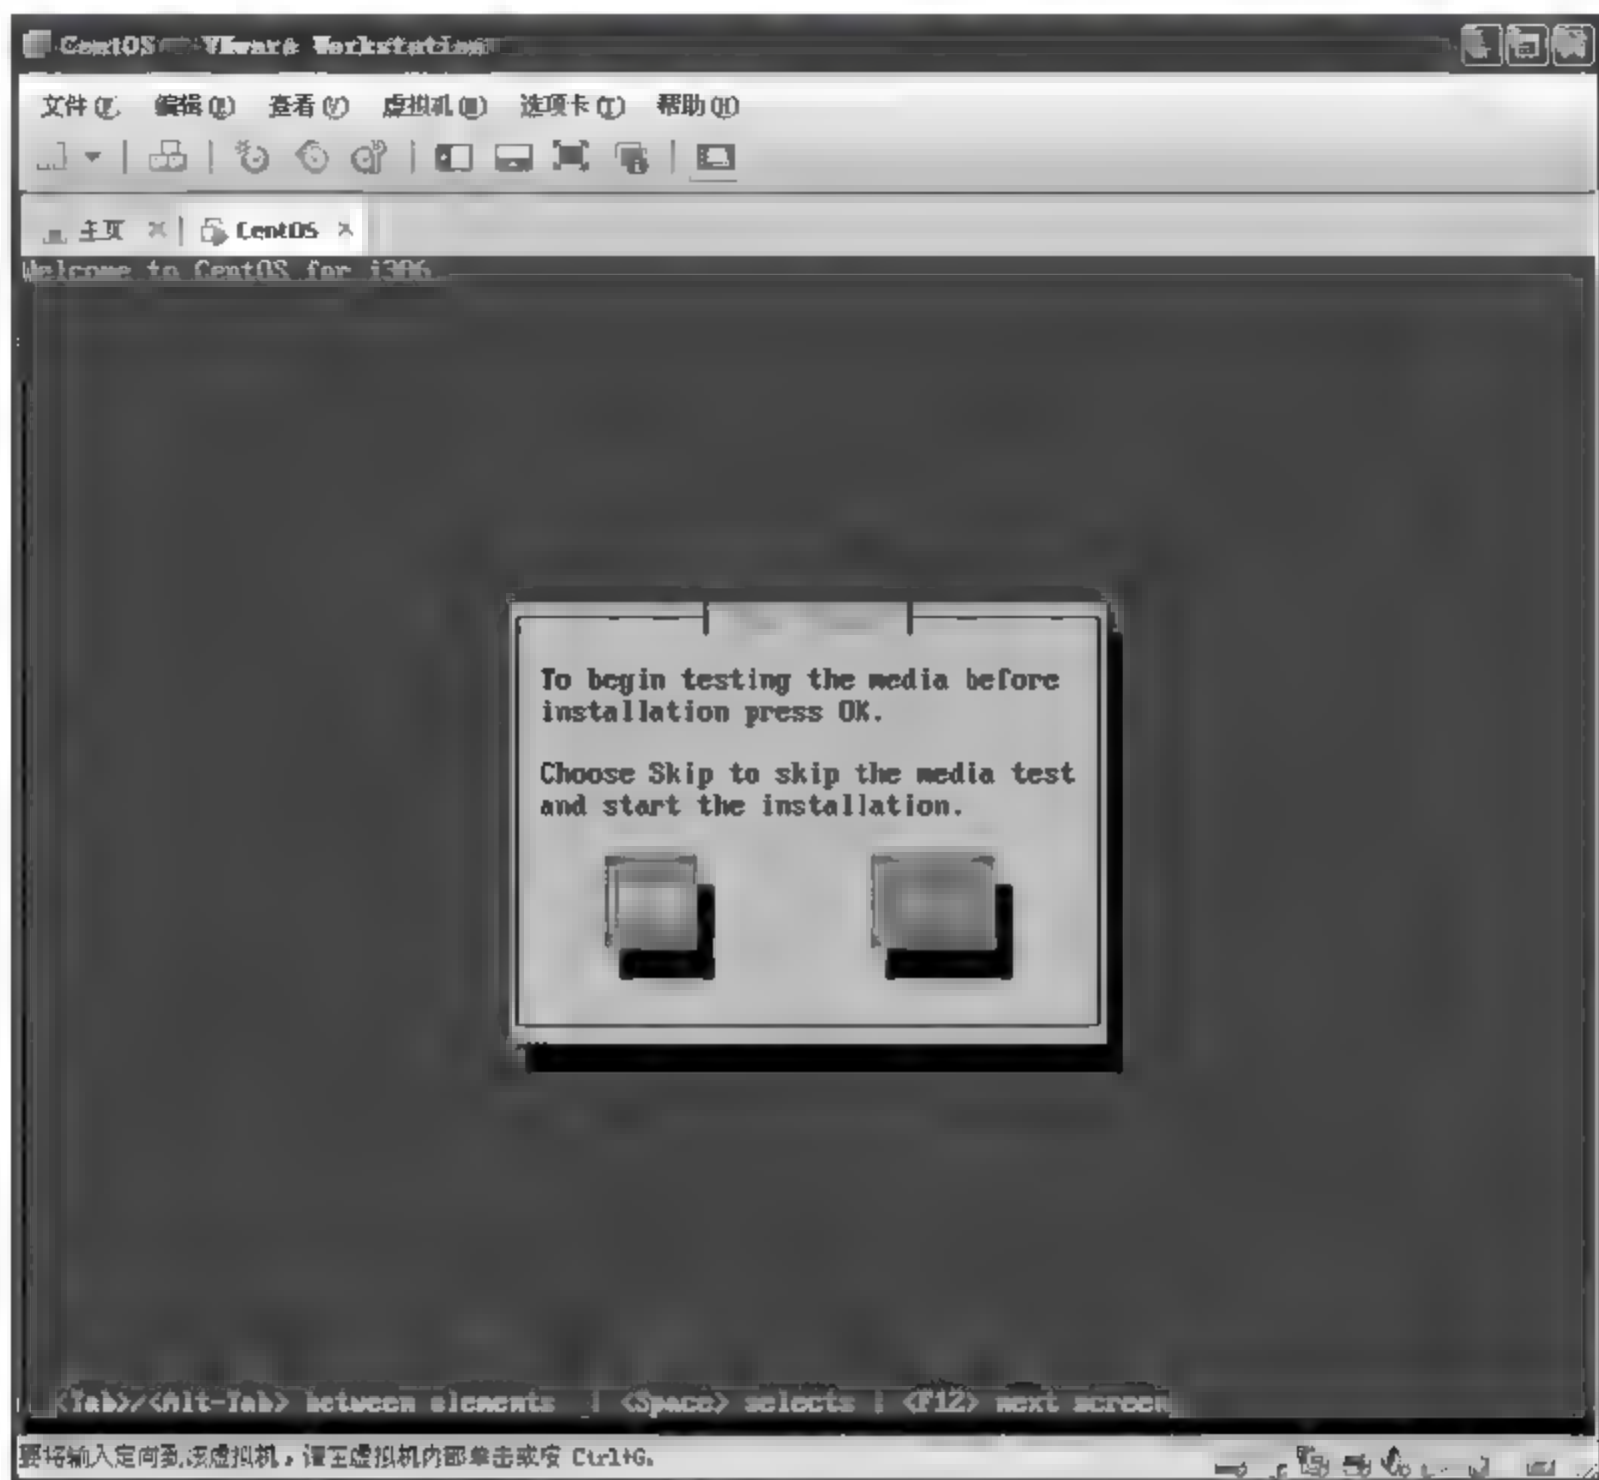 CentOS - VMware Workstation
文件(F) 编辑(E) 查看(V) 虚拟机(M) 选项卡(T) 帮助(H)
主页 CentOS
Welcome to CentOS for i386
To begin testing the media before
installation press OK.
Choose Skip to skip the media test
and start the installation.
<Tab>/<Alt-Tab> between elements | <Space> selects | <F12> next screen
要将输入定向到该虚拟机，请在虚拟机内部单击或按 Ctrl+G。